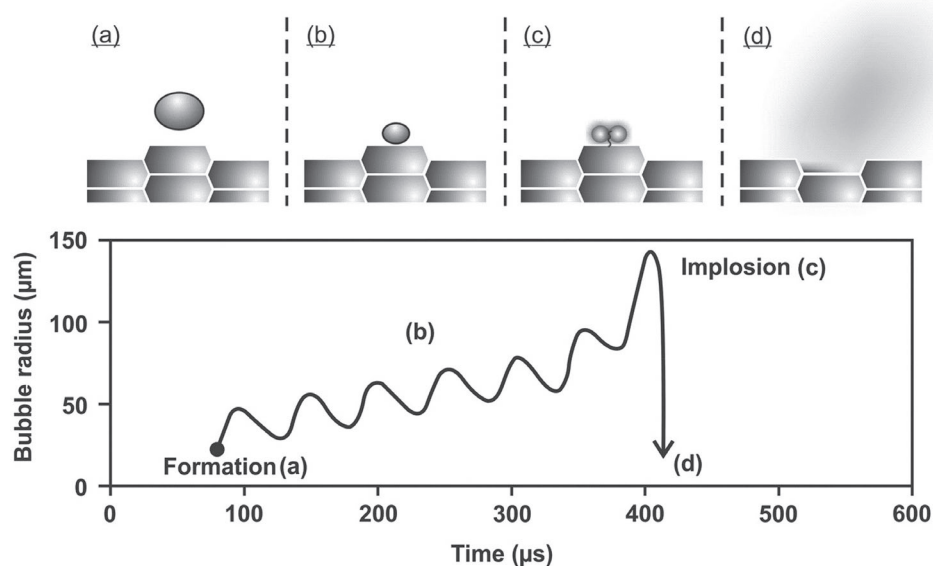 (a)
(b)
(c)
(d)
150
100
50
0
Bubble radius (µm)
Implosion (c)
(b)
Formation (a)
(d)
0 100 200 300 400 500 600
Time (µs)